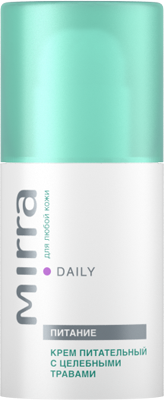 mirra
для любой кожи
DAILY
ПИТАНИЕ
КРЕМ ПИТАТЕЛЬНЫЙ
С ЦЕЛЕБНЫМИ
ТРАВАМИ